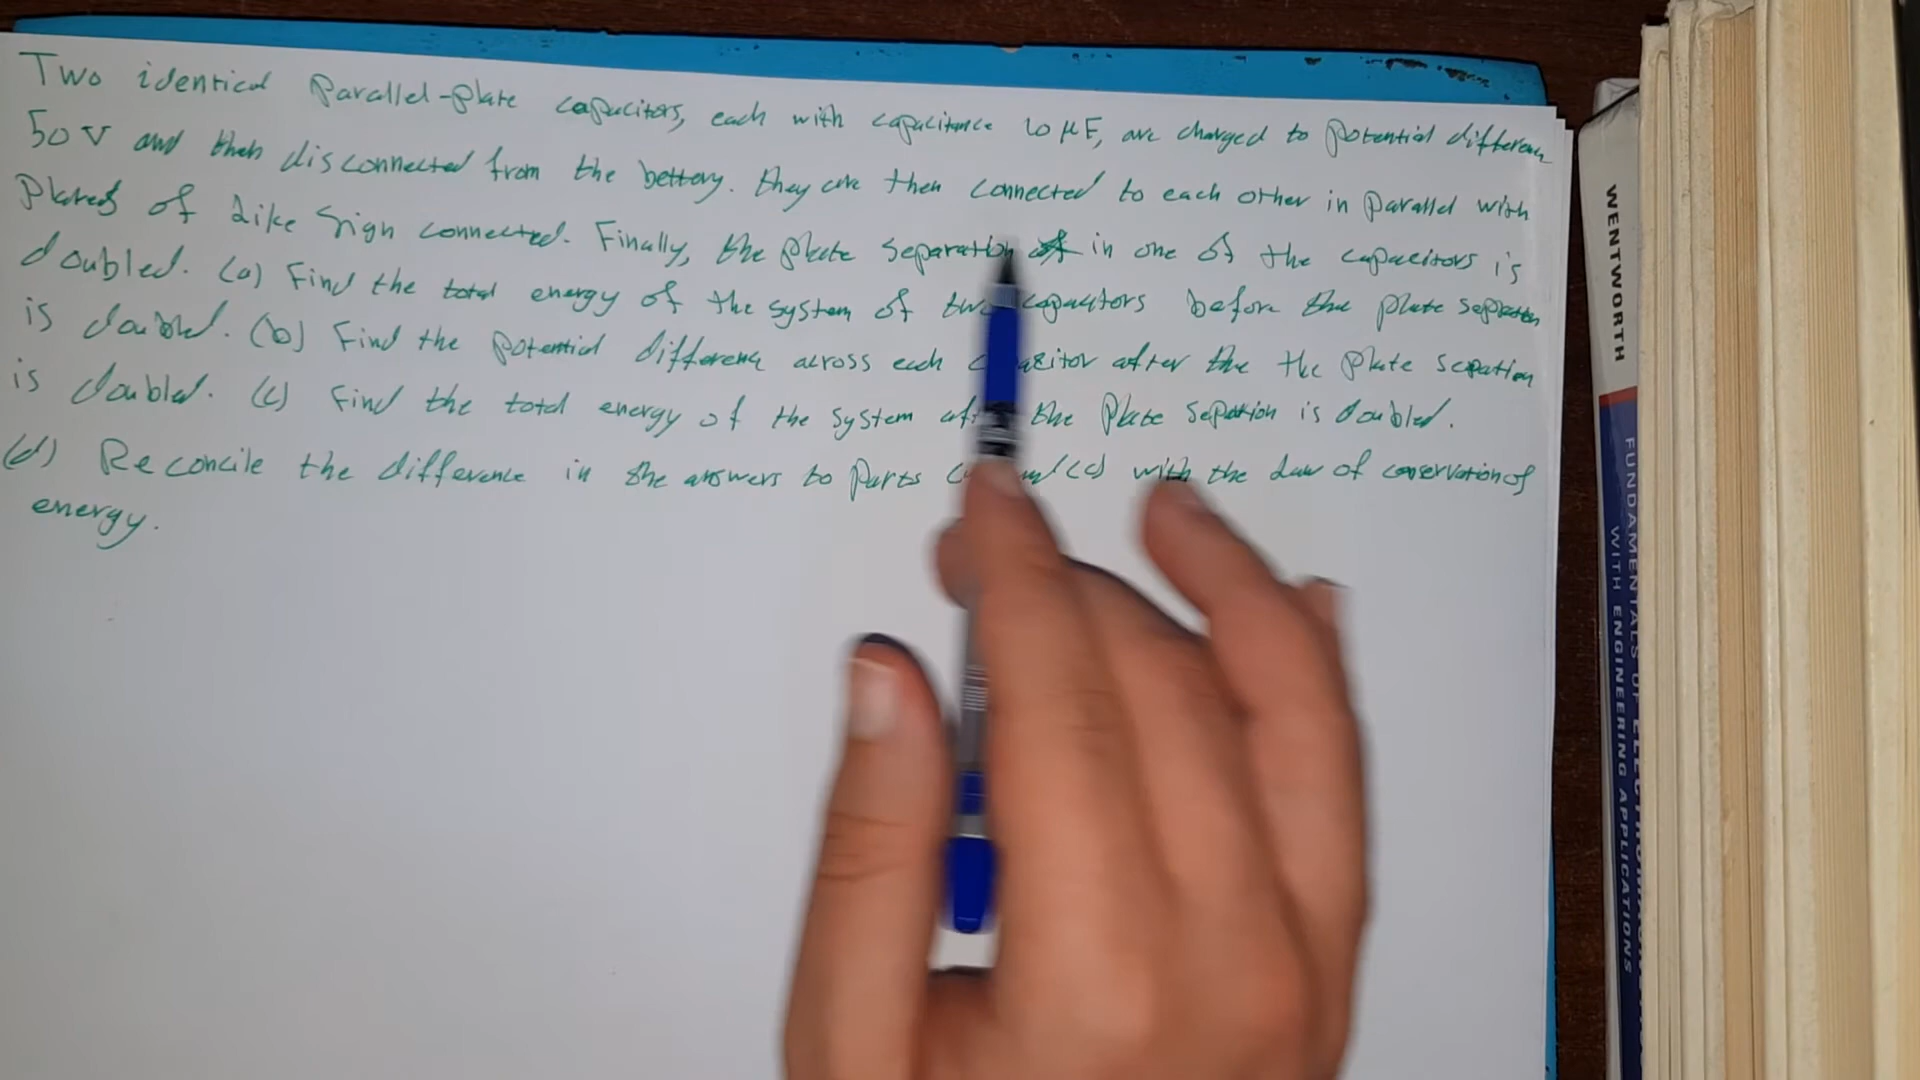 Two identical parallel-plate capacitors, each with capacitance 10 μF, are charged to potential difference
50 V and then disconnected from the bettery. they are then connected to each other in parallel with
plates of Like Sign connected. Finally, the plate separation in one of the capacitors is
doubled. (a) Find the total energy of the system of two capacitors before the plate
is doubled. (b) Find the potential difference across each capacitor after the the plate
is doubled. (c) Find the total energy of the system after the plate is doubled.
(d) Reconcile the difference in the answers to parts and (c) with the Law of conservation of
energy.
WENTWORTH
FUNDAMENTALS OF
WITH ENGINEERING APPLICATIONS